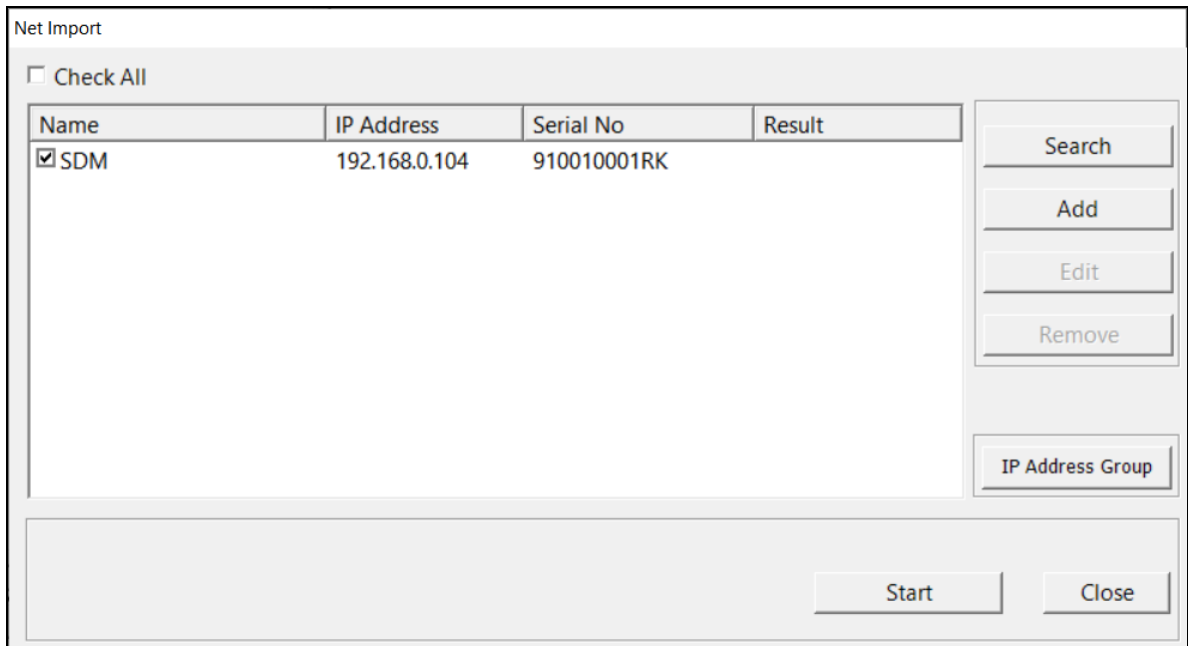 Net Import
Check All
Name IP Address Serial No Result
SDM 192.168.0.104 910010001RK
Search
Add
Edit
Remove
IP Address Group
Start Close